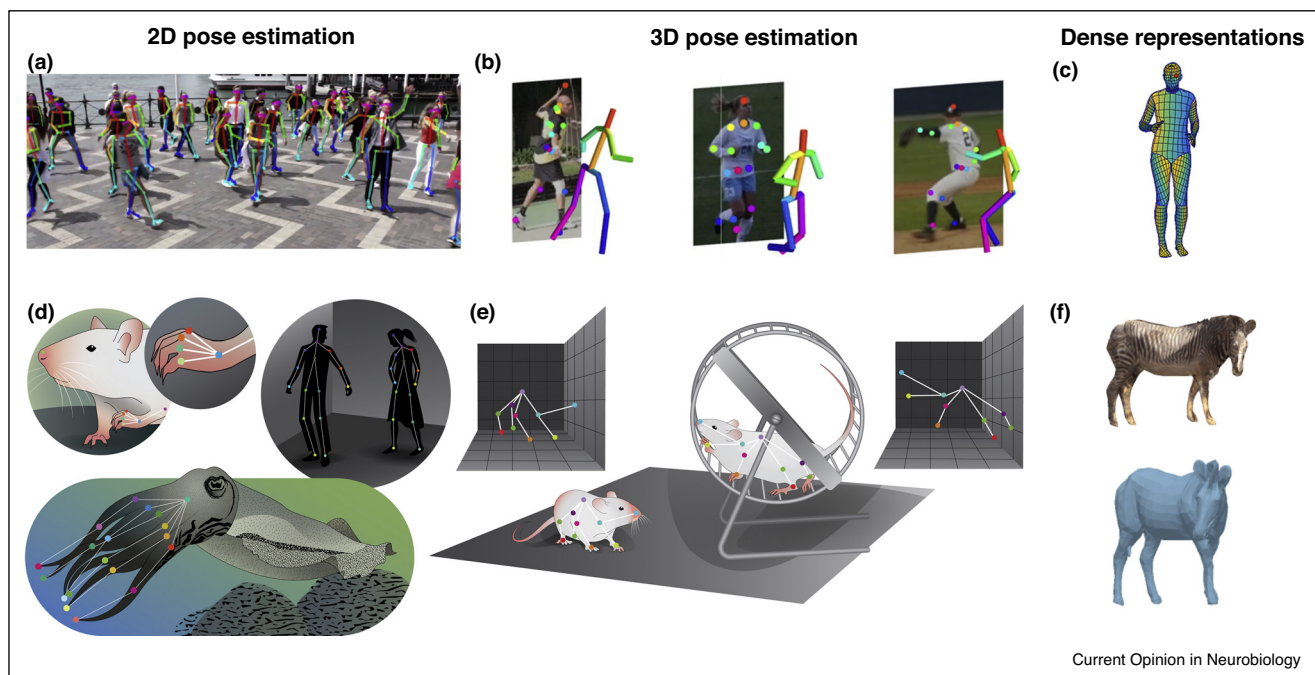 2D pose estimation
3D pose estimation
Dense representations
(a)
(b)
(c)
(d)
(e)
(f)
Current Opinion in Neurobiology